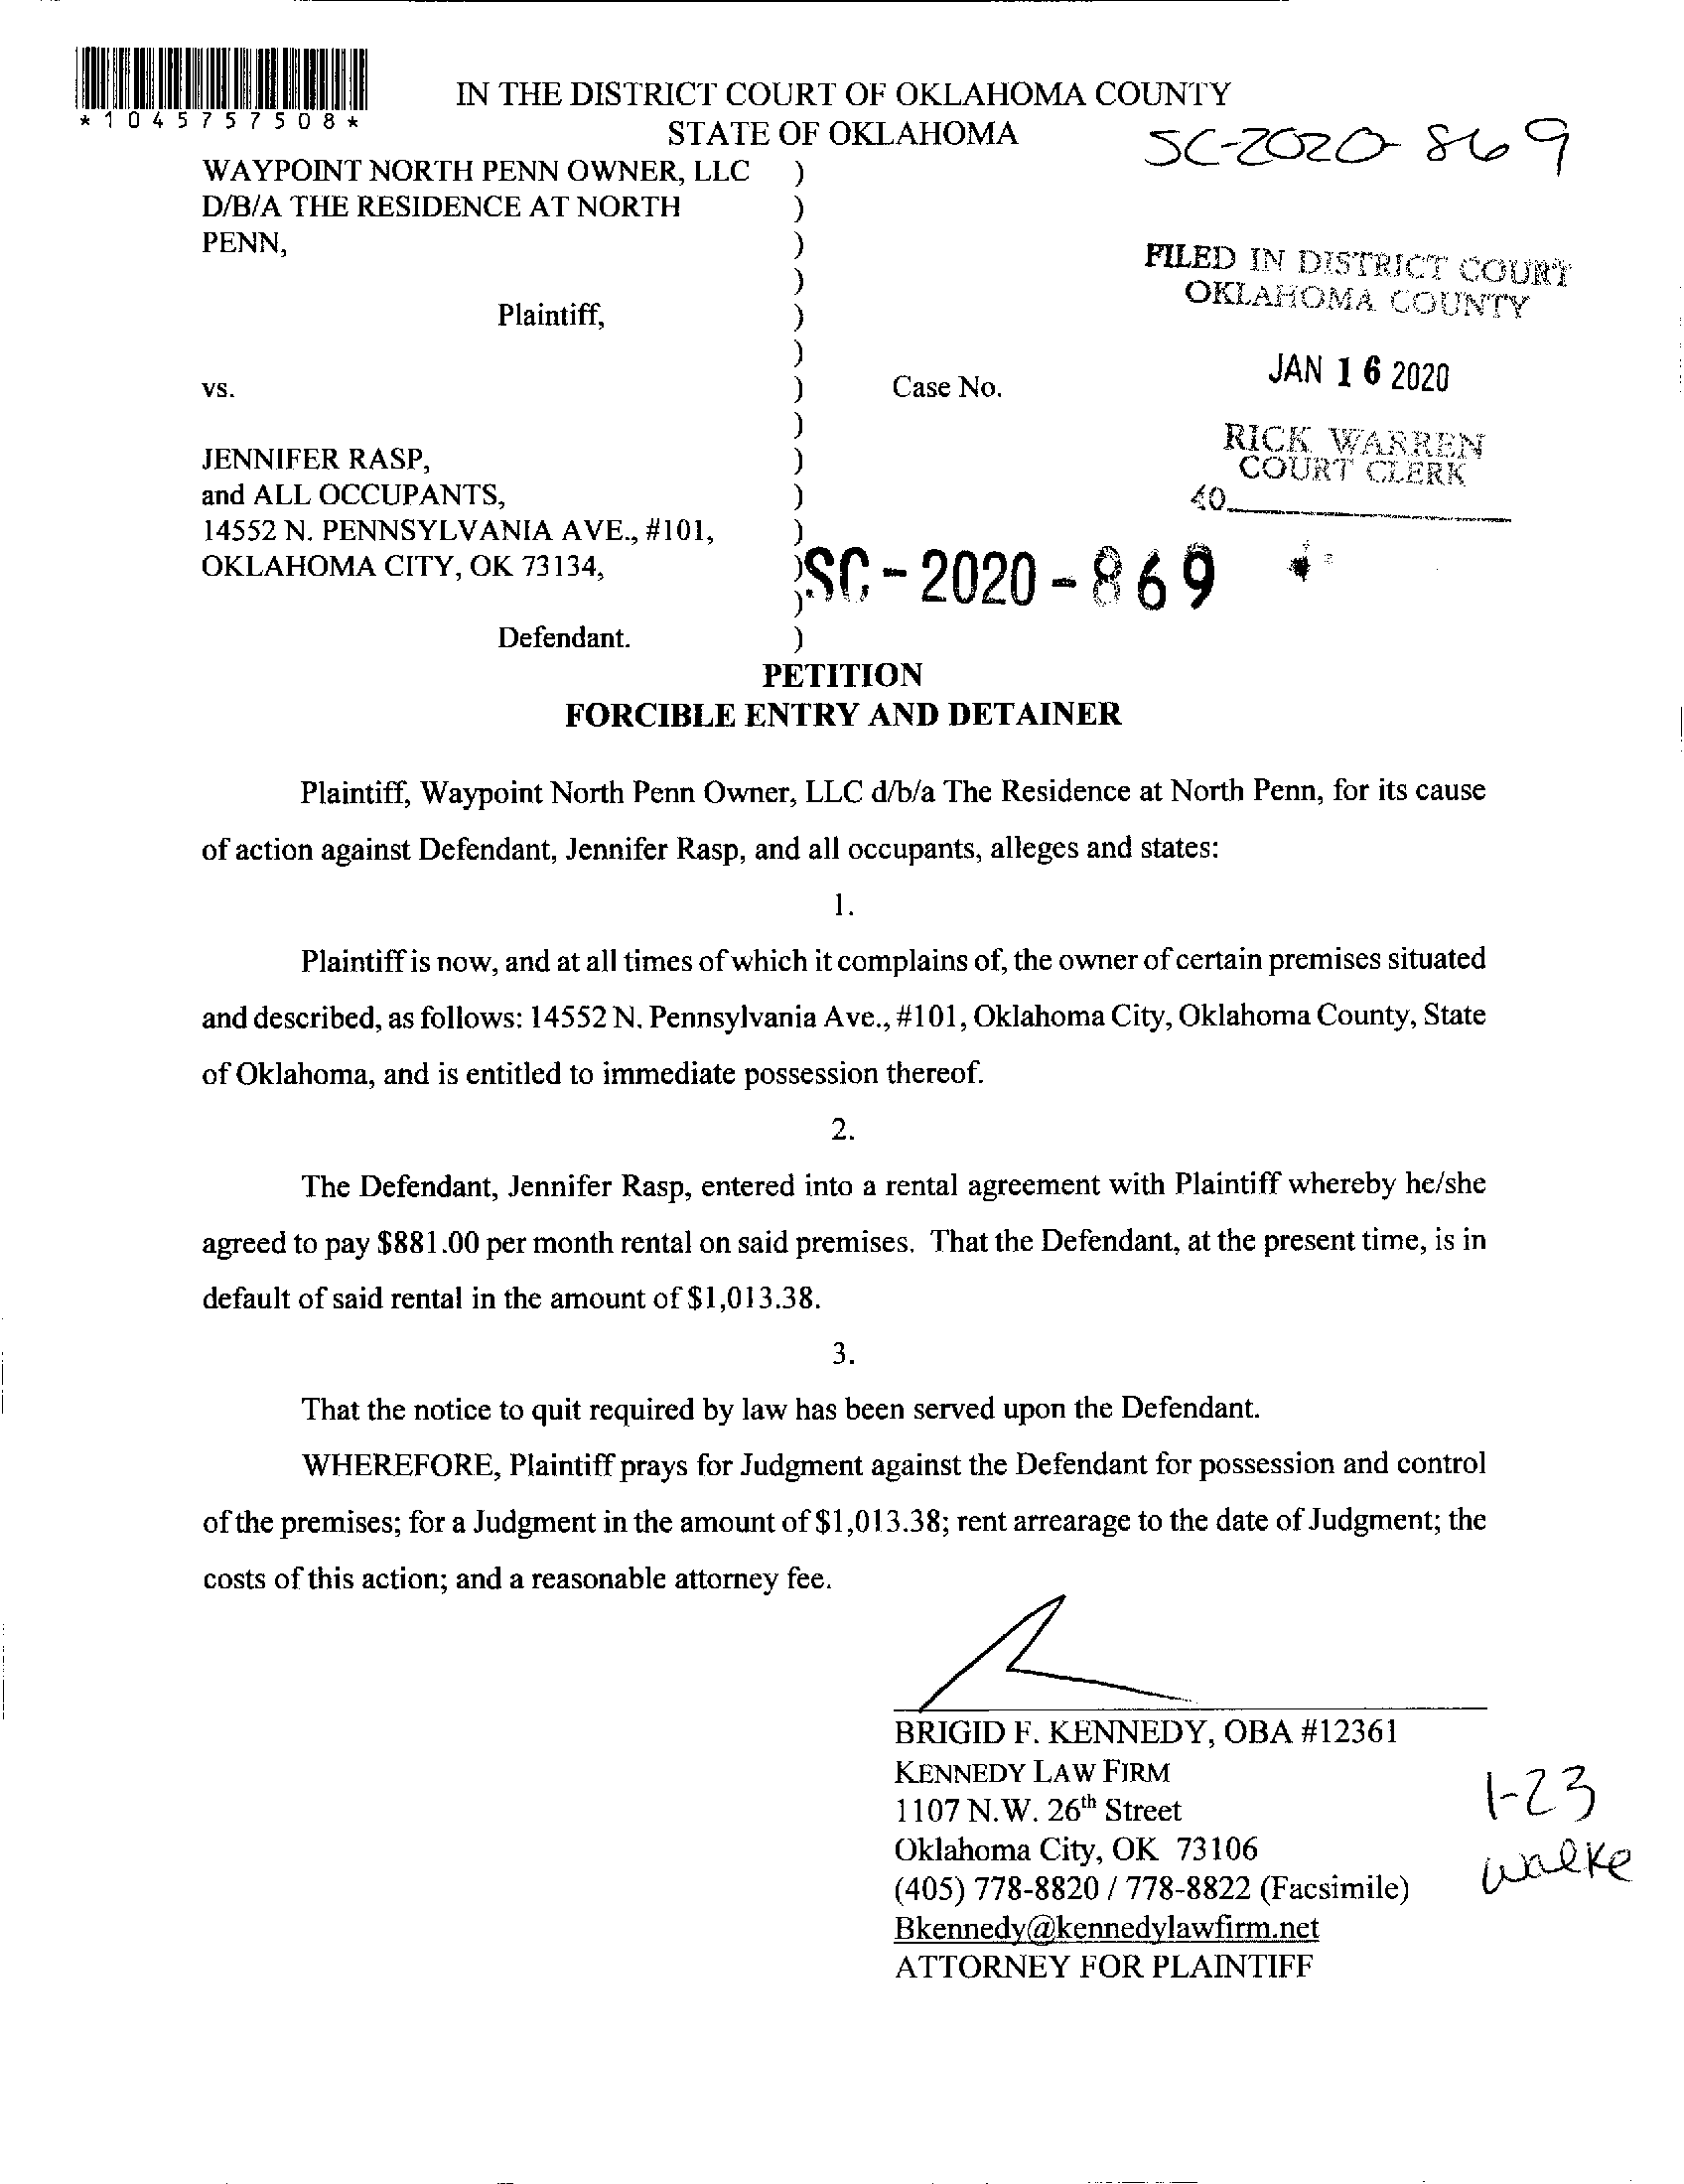 IN THE DISTRICT COURT OF OKLAHOMA COUNTY
*1045757508*
STATE OF OKLAHOMA
SC-2020-869
WAYPOINT NORTH PENN OWNER, LLC )
D/B/A THE RESIDENCE AT NORTH )
PENN, )
)
Plaintiff, )
)
vs. ) Case No.
)
JENNIFER RASP, )
and ALL OCCUPANTS, )
14552 N. PENNSYLVANIA AVE., #101, )
OKLAHOMA CITY, OK 73134, )
)
Defendant. )
FILED IN DISTRICT COURT
OKLAHOMA COUNTY
JAN 16 2020
RICK WARREN
COURT CLERK
40
SC-2020-869
PETITION
FORCIBLE ENTRY AND DETAINER
Plaintiff, Waypoint North Penn Owner, LLC d/b/a The Residence at North Penn, for its cause
of action against Defendant, Jennifer Rasp, and all occupants, alleges and states:
1.
Plaintiff is now, and at all times of which it complains of, the owner of certain premises situated
and described, as follows: 14552 N. Pennsylvania Ave., #101, Oklahoma City, Oklahoma County, State
of Oklahoma, and is entitled to immediate possession thereof.
2.
The Defendant, Jennifer Rasp, entered into a rental agreement with Plaintiff whereby he/she
agreed to pay $881.00 per month rental on said premises. That the Defendant, at the present time, is in
default of said rental in the amount of $1,013.38.
3.
That the notice to quit required by law has been served upon the Defendant.
WHEREFORE, Plaintiff prays for Judgment against the Defendant for possession and control
of the premises; for a Judgment in the amount of $1,013.38; rent arrearage to the date of Judgment; the
costs of this action; and a reasonable attorney fee.
BRIGID F. KENNEDY, OBA #12361
KENNEDY LAW FIRM
1107 N.W. 26th Street
Oklahoma City, OK 73106
(405) 778-8820 / 778-8822 (Facsimile)
Bkennedy@kennedylawfirm.net
ATTORNEY FOR PLAINTIFF
1-23
walke